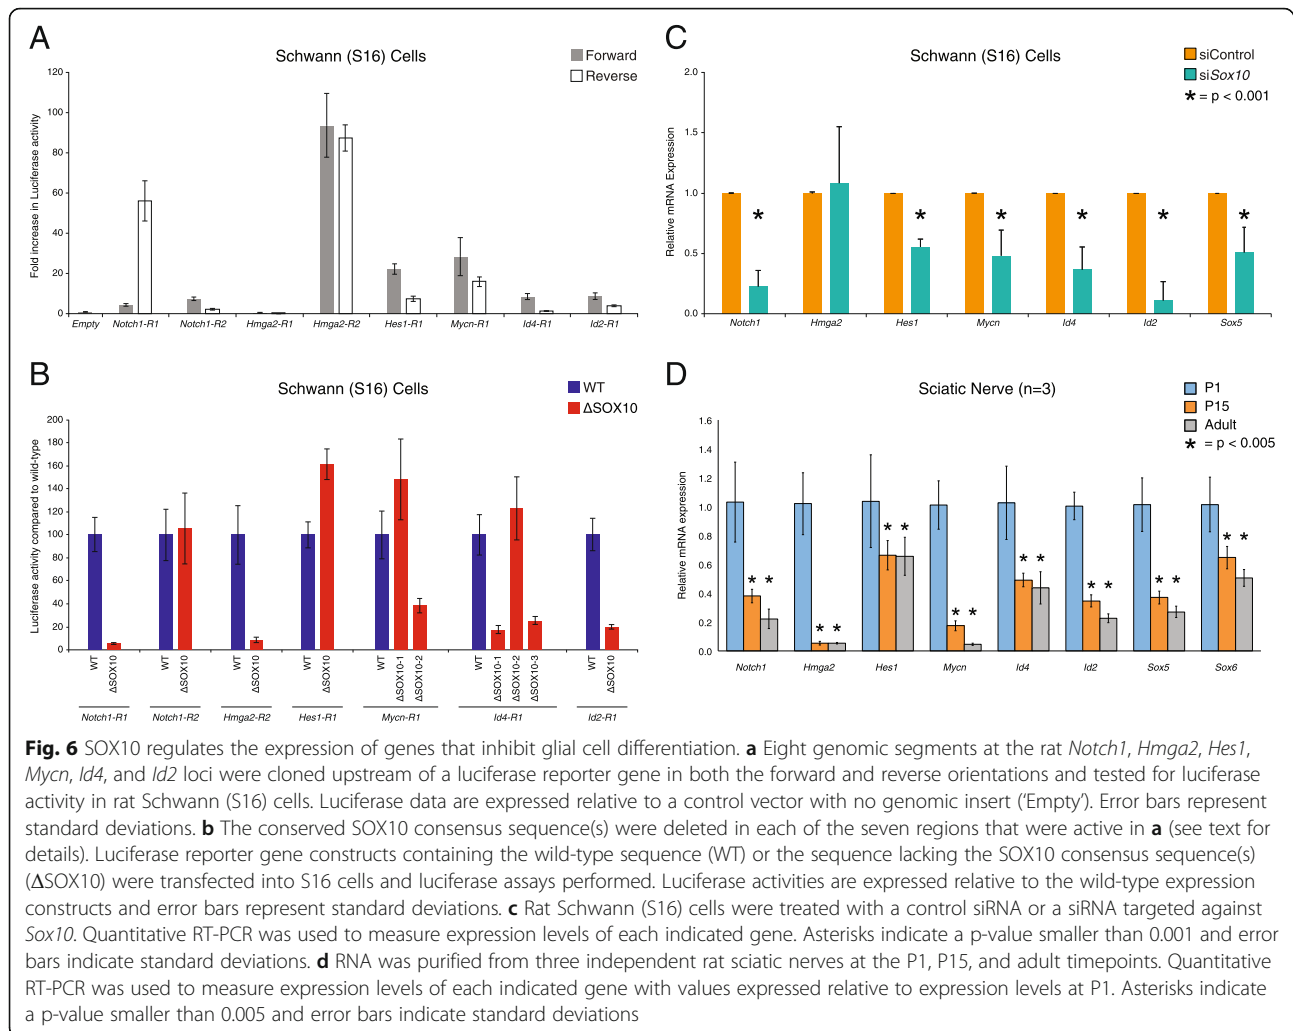 A
Schwann (S16) Cells
Forward
Reverse
Fold increase in Luciferase activity
120
100
80
60
40
20
0
Empty Notch1-R1 Notch1-R2 Hmga2-R1 Hmga2-R2 Hes1-R1 Mycn-R1 Id4-R1 Id2-R1
B
Schwann (S16) Cells
WT
ΔSOX10
Luciferase activity compared to wild-type
200
180
160
140
120
100
80
60
40
20
0
WT ΔSOX10 WT ΔSOX10 WT ΔSOX10 WT ΔSOX10 WT ΔSOX10-1 ΔSOX10-2 WT ΔSOX10-1 ΔSOX10-2 ΔSOX10-3 WT ΔSOX10
Notch1-R1 Notch1-R2 Hmga2-R2 Hes1-R1 Mycn-R1 Id4-R1 Id2-R1
C
Schwann (S16) Cells
siControl
siSox10
* = p < 0.001
Relative mRNA Expression
2.0
1.5
1.0
0.5
0.0
* * * * * *
Notch1 Hmga2 Hes1 Mycn Id4 Id2 Sox5
D
Sciatic Nerve (n=3)
P1
P15
Adult
* = p < 0.005
Relative mRNA expression
1.6
1.4
1.2
1.0
0.8
0.6
0.4
0.2
0.0
* * * * * * * * * * * * * * * *
Notch1 Hmga2 Hes1 Mycn Id4 Id2 Sox5 Sox6
Fig. 6 SOX10 regulates the expression of genes that inhibit glial cell differentiation. a Eight genomic segments at the rat Notch1, Hmga2, Hes1,
Mycn, Id4, and Id2 loci were cloned upstream of a luciferase reporter gene in both the forward and reverse orientations and tested for luciferase
activity in rat Schwann (S16) cells. Luciferase data are expressed relative to a control vector with no genomic insert (‘Empty’). Error bars represent
standard deviations. b The conserved SOX10 consensus sequence(s) were deleted in each of the seven regions that were active in a (see text for
details). Luciferase reporter gene constructs containing the wild-type sequence (WT) or the sequence lacking the SOX10 consensus sequence(s)
(ΔSOX10) were transfected into S16 cells and luciferase assays performed. Luciferase activities are expressed relative to the wild-type expression
constructs and error bars represent standard deviations. c Rat Schwann (S16) cells were treated with a control siRNA or a siRNA targeted against
Sox10. Quantitative RT-PCR was used to measure expression levels of each indicated gene. Asterisks indicate a p-value smaller than 0.001 and error
bars indicate standard deviations. d RNA was purified from three independent rat sciatic nerves at the P1, P15, and adult timepoints. Quantitative
RT-PCR was used to measure expression levels of each indicated gene with values expressed relative to expression levels at P1. Asterisks indicate
a p-value smaller than 0.005 and error bars indicate standard deviations